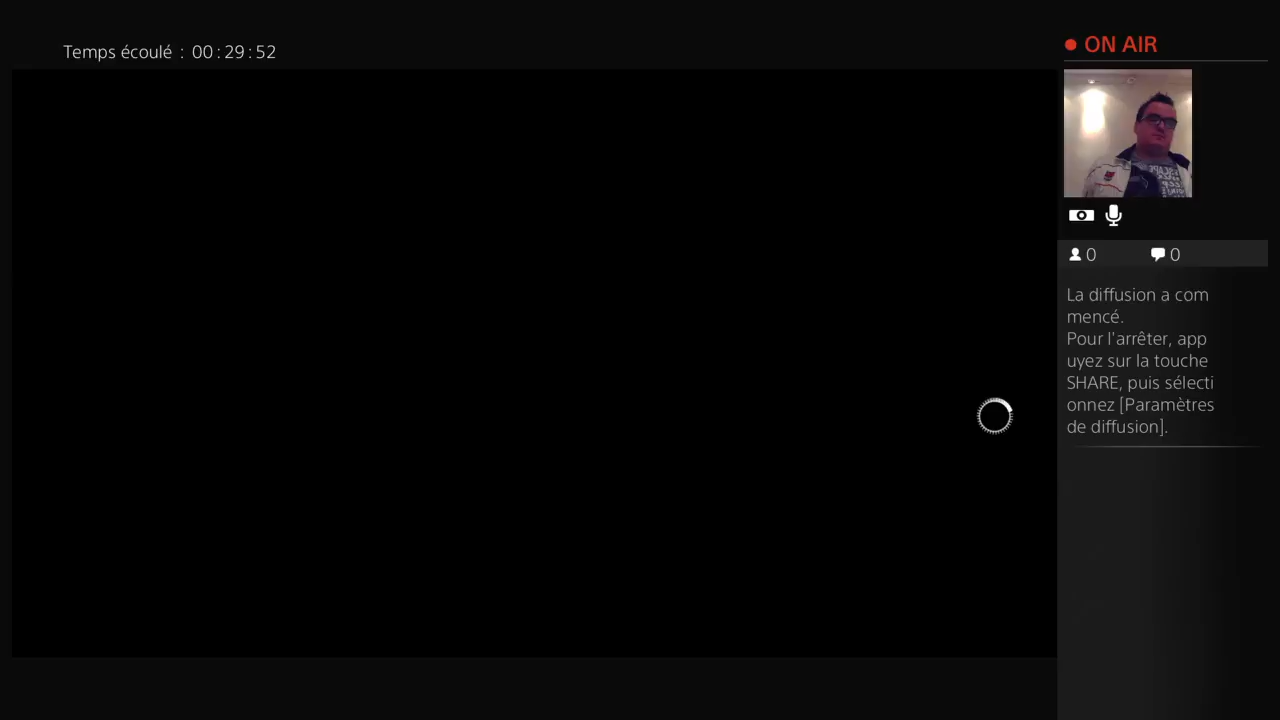 Temps écoulé : 00:29:52
ON AIR
0 0
La diffusion a com
mencé.
Pour l'arrêter, app
uyez sur la touche
SHARE, puis sélecti
onnez [Paramètres
de diffusion].